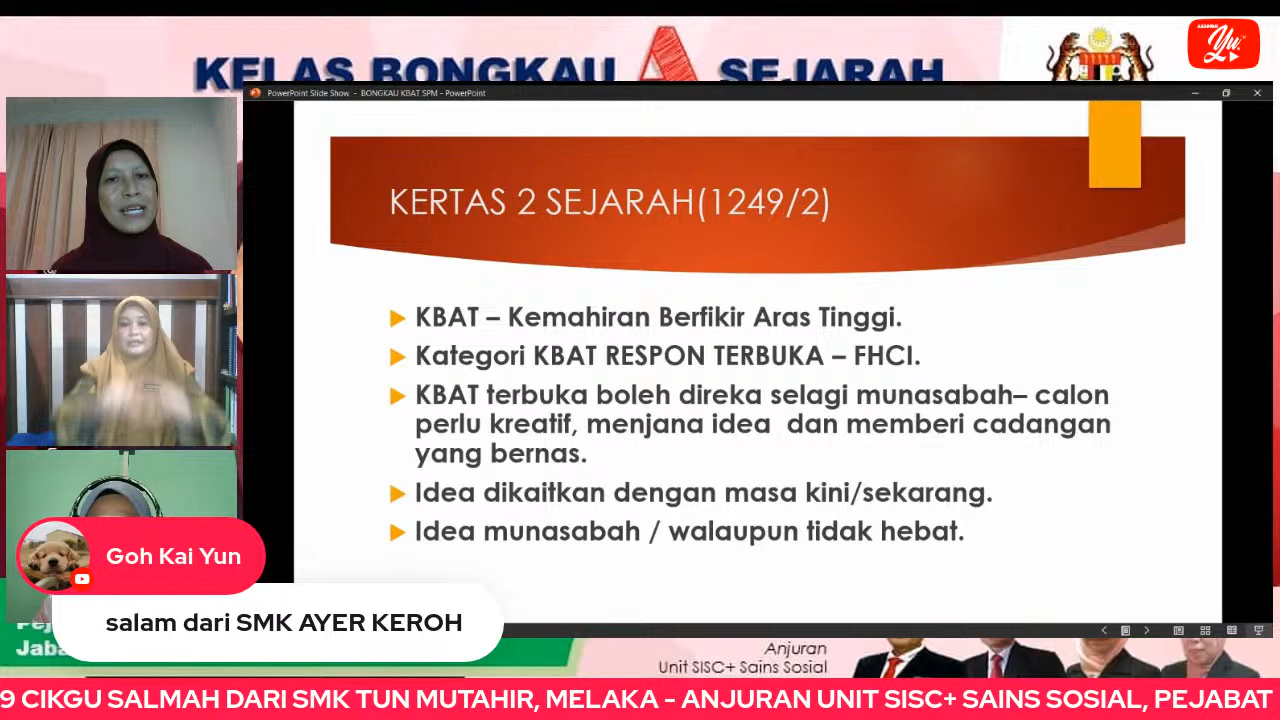 KELAS BONGKAU A SEJARAH
AKADEMI Yu
PowerPoint Slide Show - BONGKAU KBAT SPM - PowerPoint
KERTAS 2 SEJARAH(1249/2)
KBAT – Kemahiran Berfikir Aras Tinggi.
Kategori KBAT RESPON TERBUKA – FHCI.
KBAT terbuka boleh direka selagi munasabah– calon
perlu kreatif, menjana idea dan memberi cadangan
yang bernas.
Idea dikaitkan dengan masa kini/sekarang.
Idea munasabah / walaupun tidak hebat.
Goh Kai Yun
salam dari SMK AYER KEROH
Anjuran
Unit SISC+ Sains Sosial
9 CIKGU SALMAH DARI SMK TUN MUTAHIR, MELAKA - ANJURAN UNIT SISC+ SAINS SOSIAL, PEJABAT